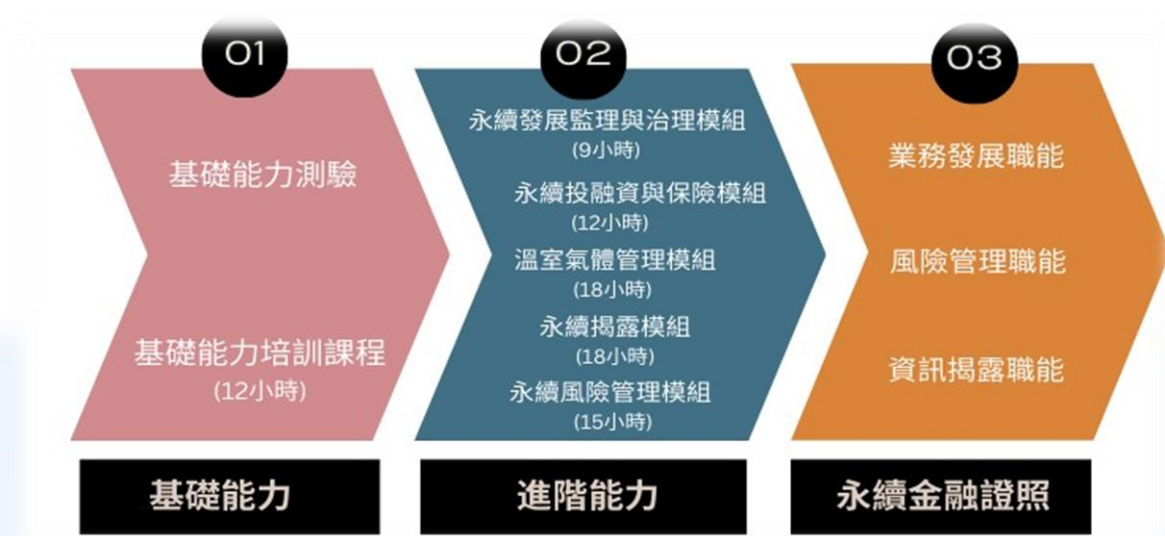 01
基礎能力測驗
基礎能力培訓課程
(12小時)
基礎能力
02
永續發展監理與治理模組
(9小時)
永續投融資與保險模組
(12小時)
溫室氣體管理模組
(18小時)
永續揭露模組
(18小時)
永續風險管理模組
(15小時)
進階能力
03
業務發展職能
風險管理職能
資訊揭露職能
永續金融證照